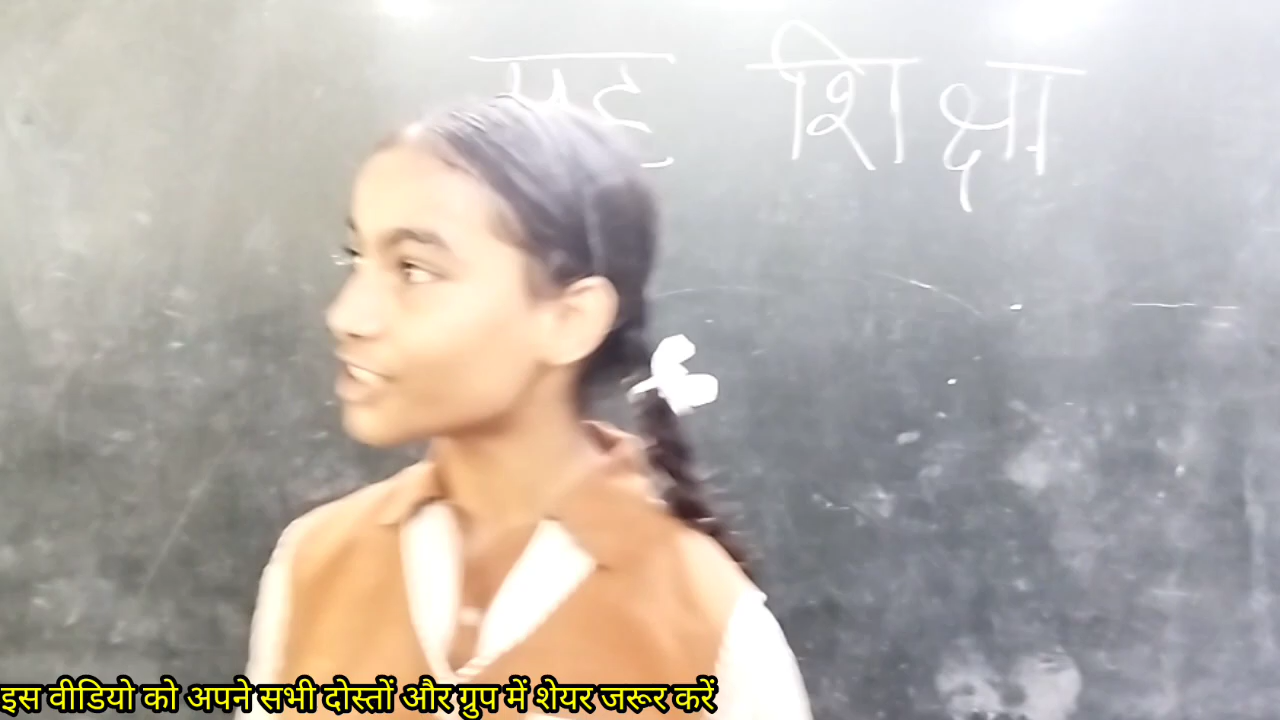 शिक्षा
इस वीडियो को अपने सभी दोस्तों और ग्रुप में शेयर जरूर करें